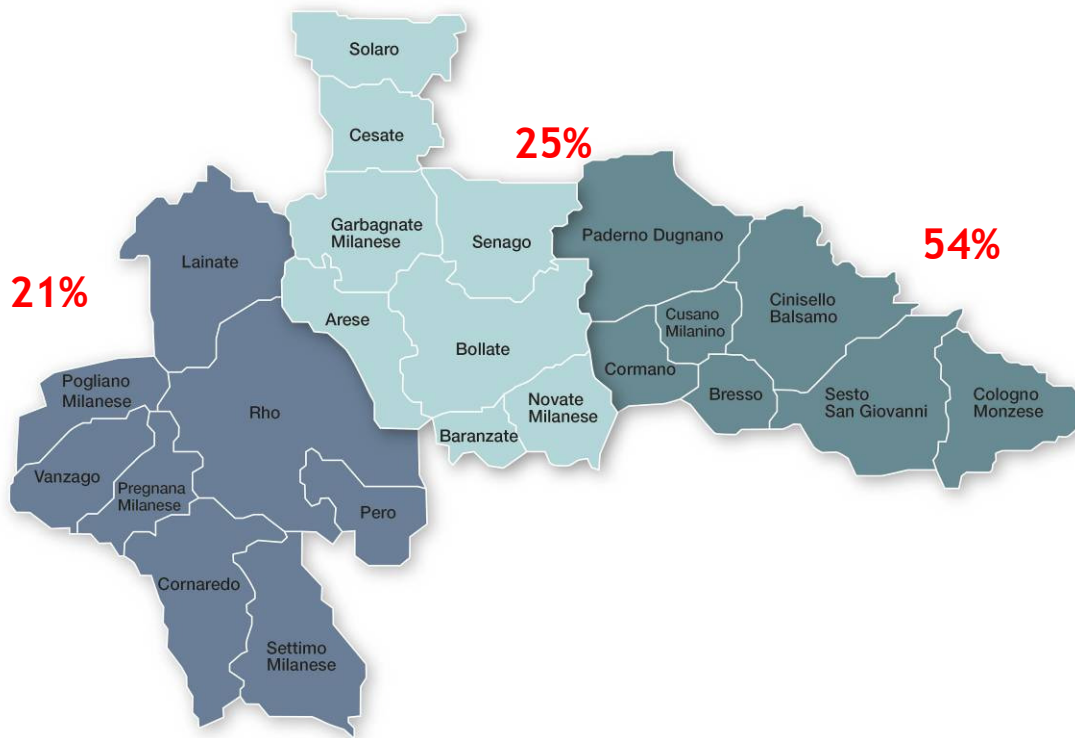 Solaro
Cesate
25%
Garbagnate
Milanese
Senago
Paderno Dugnano
54%
Lainate
21%
Arese
Bollate
Cusano
Milanino
Cinisello
Balsamo
Cormano
Pogliano
Milanese
Rho
Bresso
Novate
Milanese
Sesto
San Giovanni
Cologno
Monzese
Baranzate
Vanzago
Pregnana
Milanese
Pero
Cornaredo
Settimo
Milanese